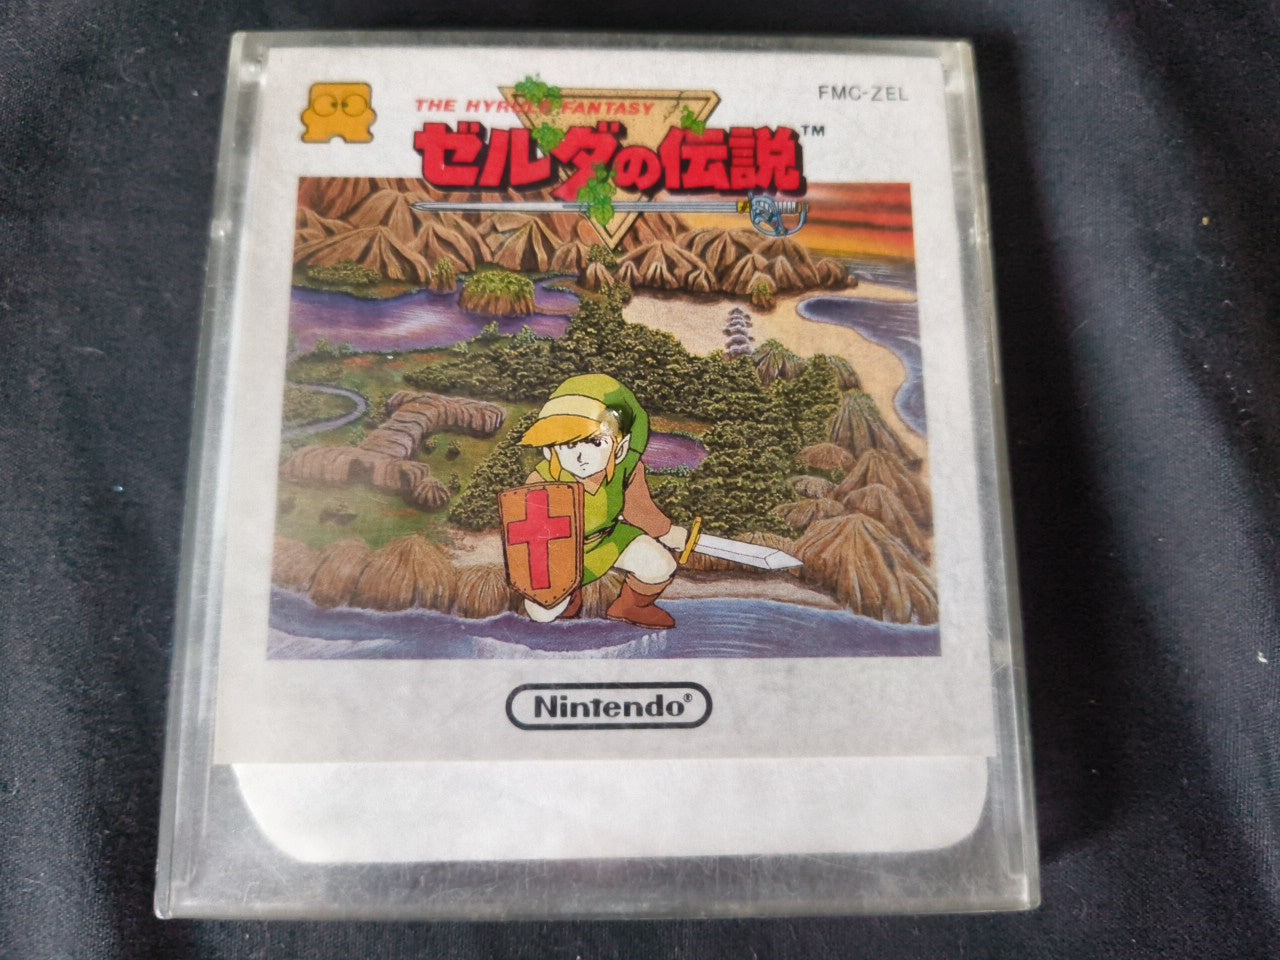 FMC-ZEL
THE HYRULE FANTASY
ゼルダの伝説™
Nintendo®